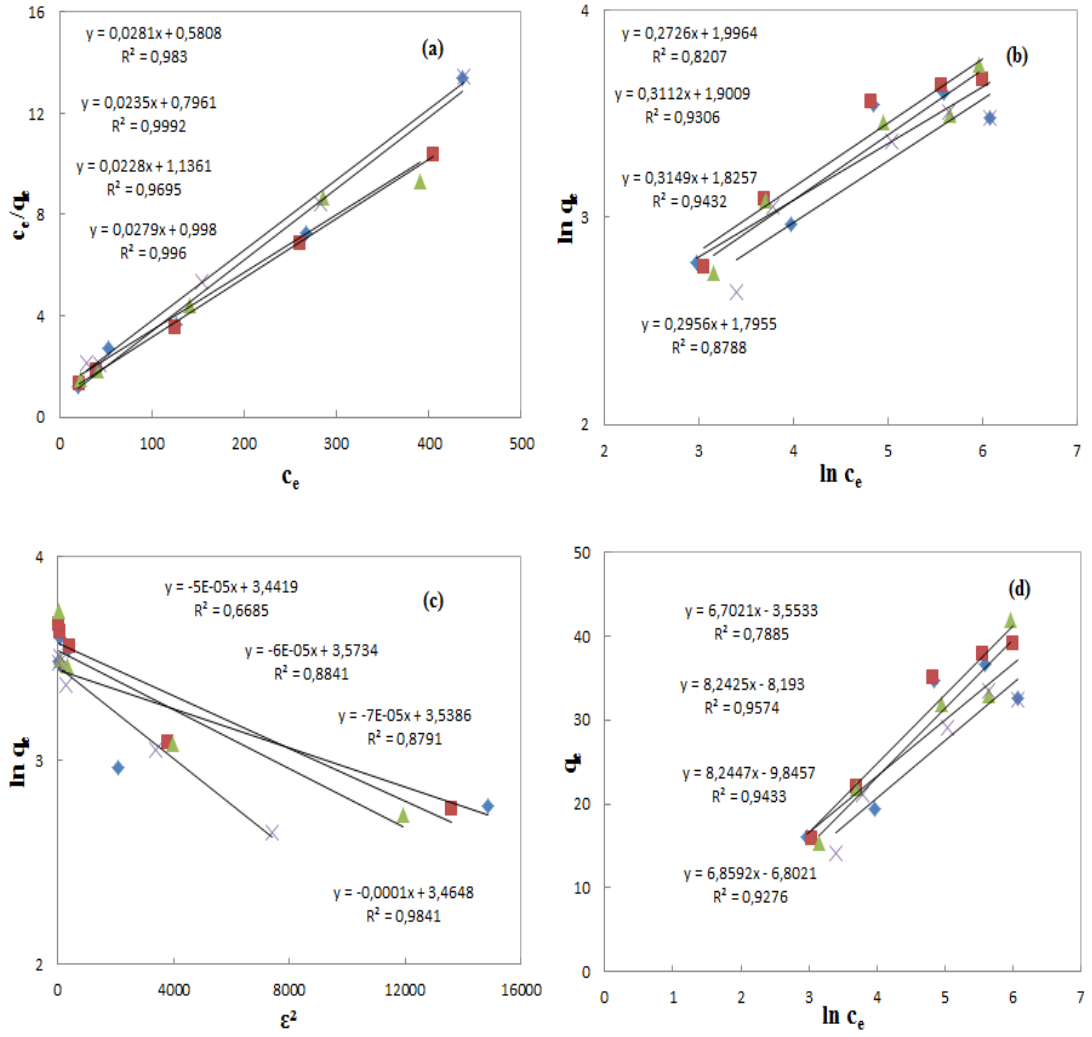 16
12
8
4
0
0
100
200
300
400
500
cₑ/qₑ
cₑ
(a)
y = 0,0281x + 0,5808
R² = 0,983
y = 0,0235x + 0,7961
R² = 0,9992
y = 0,0228x + 1,1361
R² = 0,9695
y = 0,0279x + 0,998
R² = 0,996
4
3
2
2
3
4
5
6
7
ln qₑ
ln cₑ
(b)
y = 0,2726x + 1,9964
R² = 0,8207
y = 0,3112x + 1,9009
R² = 0,9306
y = 0,3149x + 1,8257
R² = 0,9432
y = 0,2956x + 1,7955
R² = 0,8788
4
3
2
0
4000
8000
12000
16000
ln qₑ
ε²
(c)
y = -5E-05x + 3,4419
R² = 0,6685
y = -6E-05x + 3,5734
R² = 0,8841
y = -7E-05x + 3,5386
R² = 0,8791
y = -0,0001x + 3,4648
R² = 0,9841
50
40
30
20
10
0
0
1
2
3
4
5
6
7
qₑ
ln cₑ
(d)
y = 6,7021x - 3,5533
R² = 0,7885
y = 8,2425x - 8,193
R² = 0,9574
y = 8,2447x - 9,8457
R² = 0,9433
y = 6,8592x - 6,8021
R² = 0,9276